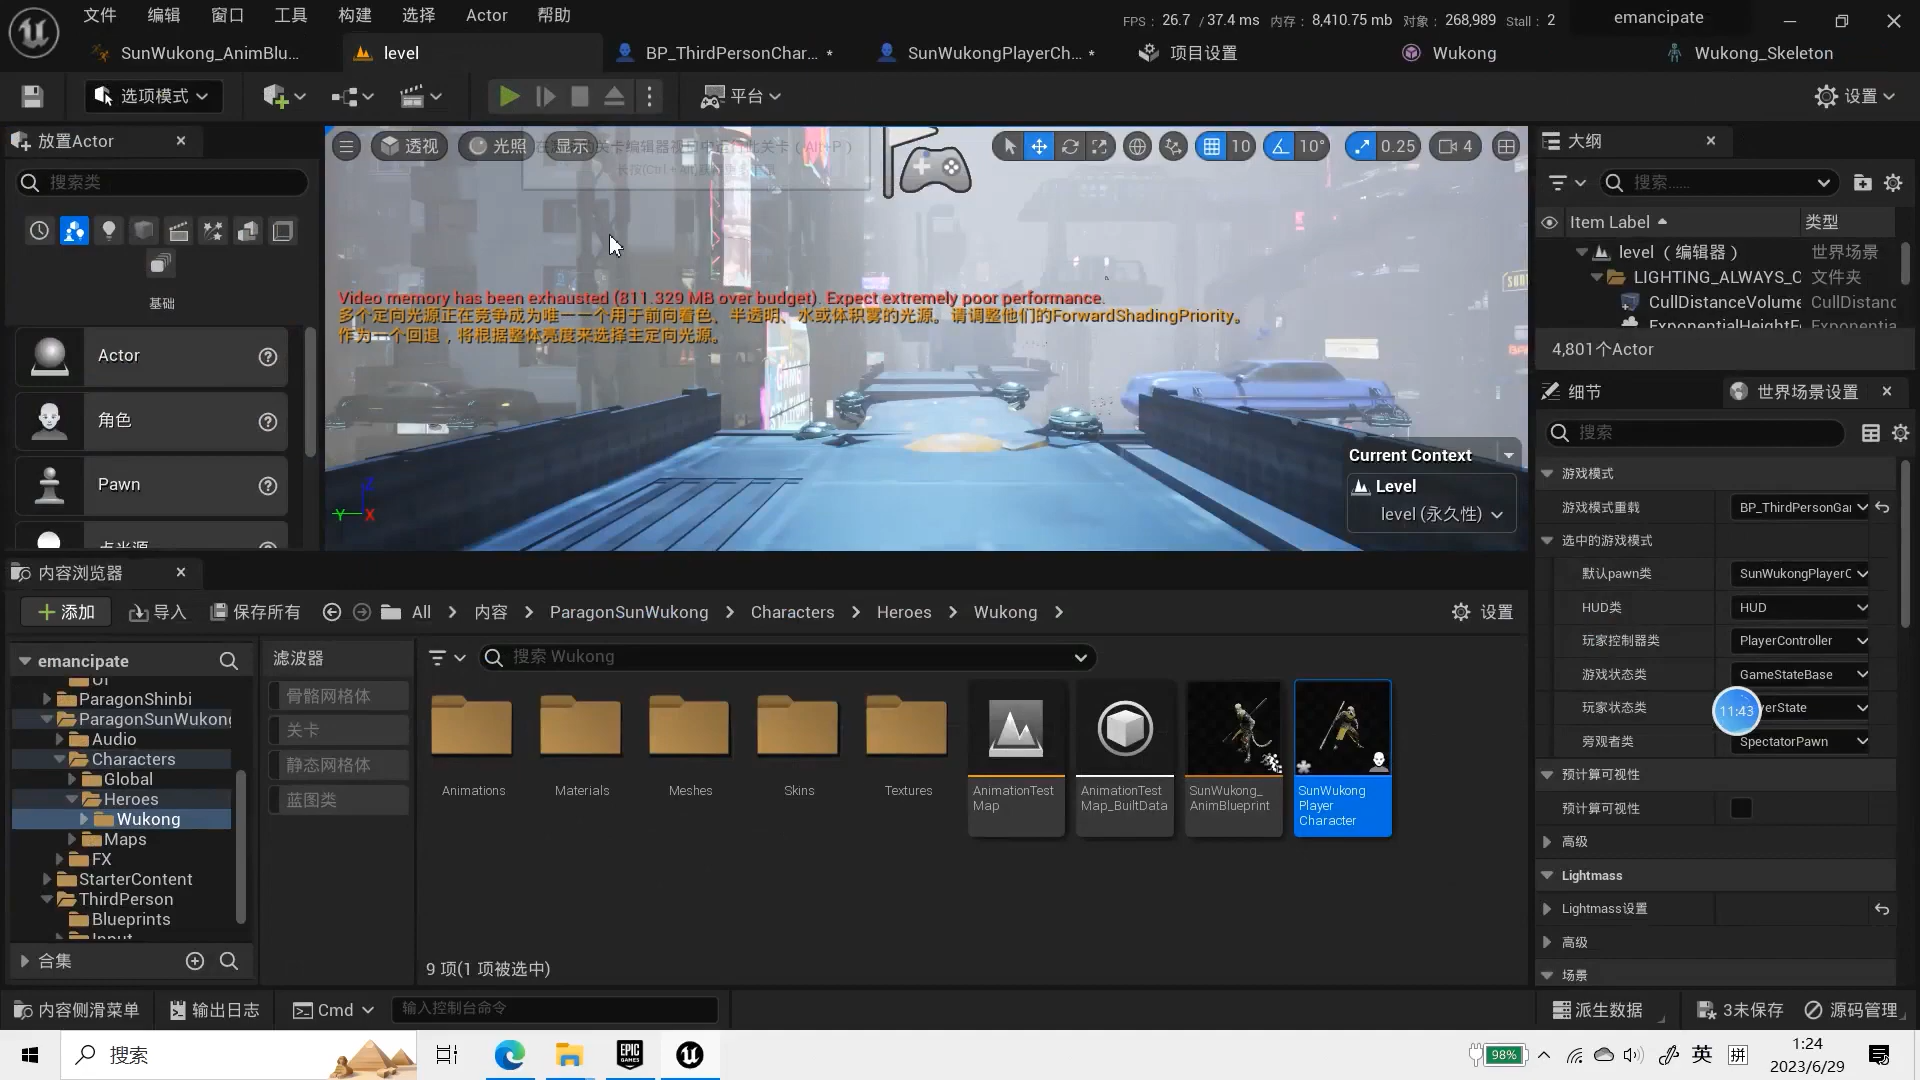 文件 编辑 窗口 工具 构建 选择 Actor 帮助
FPS : 26.7 / 37.4 ms 内存 : 8,410.75 mb 对象 : 268,989 Stall : 2
emancipate
SunWukong_AnimBlu...
level
BP_ThirdPersonChar... *
SunWukongPlayerCh... *
项目设置
Wukong
Wukong_Skeleton
选项模式
平台
设置
放置Actor
搜索类
基础
Actor
角色
Pawn
点光源
透视
光照
显示
10
10°
0.25
4
Video memory has been exhausted (811.329 MB over budget). Expect extremely poor performance.
多个定向光源正在竞争成为唯一一个用于前向着色、半透明、水或体积雾的光源。请调整他们的ForwardShadingPriority。
作为一个回退，将根据整体亮度来选择主定向光源。
Z
Y
X
Current Context
Level
level (永久性)
大纲
搜索......
Item Label 类型
level （编辑器） 世界场景
LIGHTING_ALWAYS_C 文件夹
CullDistanceVolume CullDistanc
ExponentialHeightF Exponentia
4,801个Actor
细节
世界场景设置
搜索
游戏模式
游戏模式重载 BP_ThirdPersonGar
选中的游戏模式
默认pawn类 SunWukongPlayerC
HUD类 HUD
玩家控制器类 PlayerController
游戏状态类 GameStateBase
玩家状态类 erState
11:43
旁观者类 SpectatorPawn
预计算可视性
预计算可视性
高级
Lightmass
Lightmass设置
高级
场景
内容浏览器
添加
导入
保存所有
All > 内容 > ParagonSunWukong > Characters > Heroes > Wukong >
设置
emancipate
UI
ParagonShinbi
ParagonSunWukong
Audio
Characters
Global
Heroes
Wukong
Maps
FX
StarterContent
ThirdPerson
Blueprints
Input
合集
滤波器
骨骼网格体
关卡
静态网格体
蓝图类
搜索 Wukong
Animations
Materials
Meshes
Skins
Textures
AnimationTest
Map
AnimationTest
Map_BuiltData
SunWukong_
AnimBlueprint
SunWukong
Player
Character
9 项(1 项被选中)
内容侧滑菜单
输出日志
Cmd
输入控制台命令
派生数据
3未保存
源码管理
搜索
EPIC
GAMES
98%
英
拼
1:24
2023/6/29